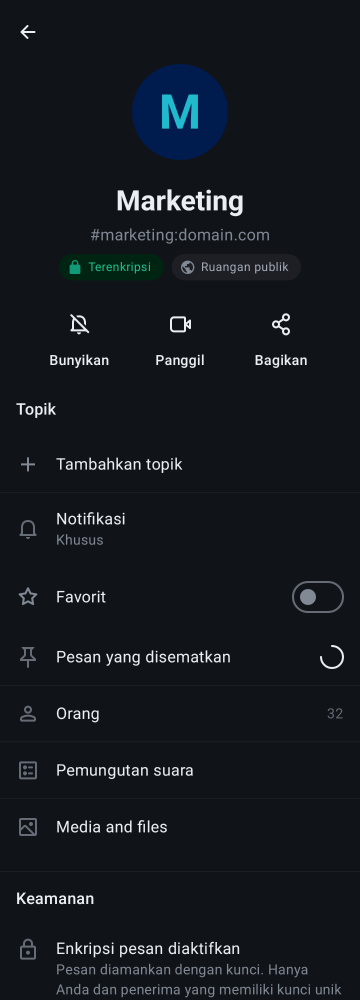 M
Marketing
#marketing:domain.com
Terenkripsi
Ruangan publik
Bunyikan
Panggil
Bagikan
Topik
Tambahkan topik
Notifikasi
Khusus
Favorit
Pesan yang disematkan
Orang
32
Pemungutan suara
Media and files
Keamanan
Enkripsi pesan diaktifkan
Pesan diamankan dengan kunci. Hanya
Anda dan penerima yang memiliki kunci unik